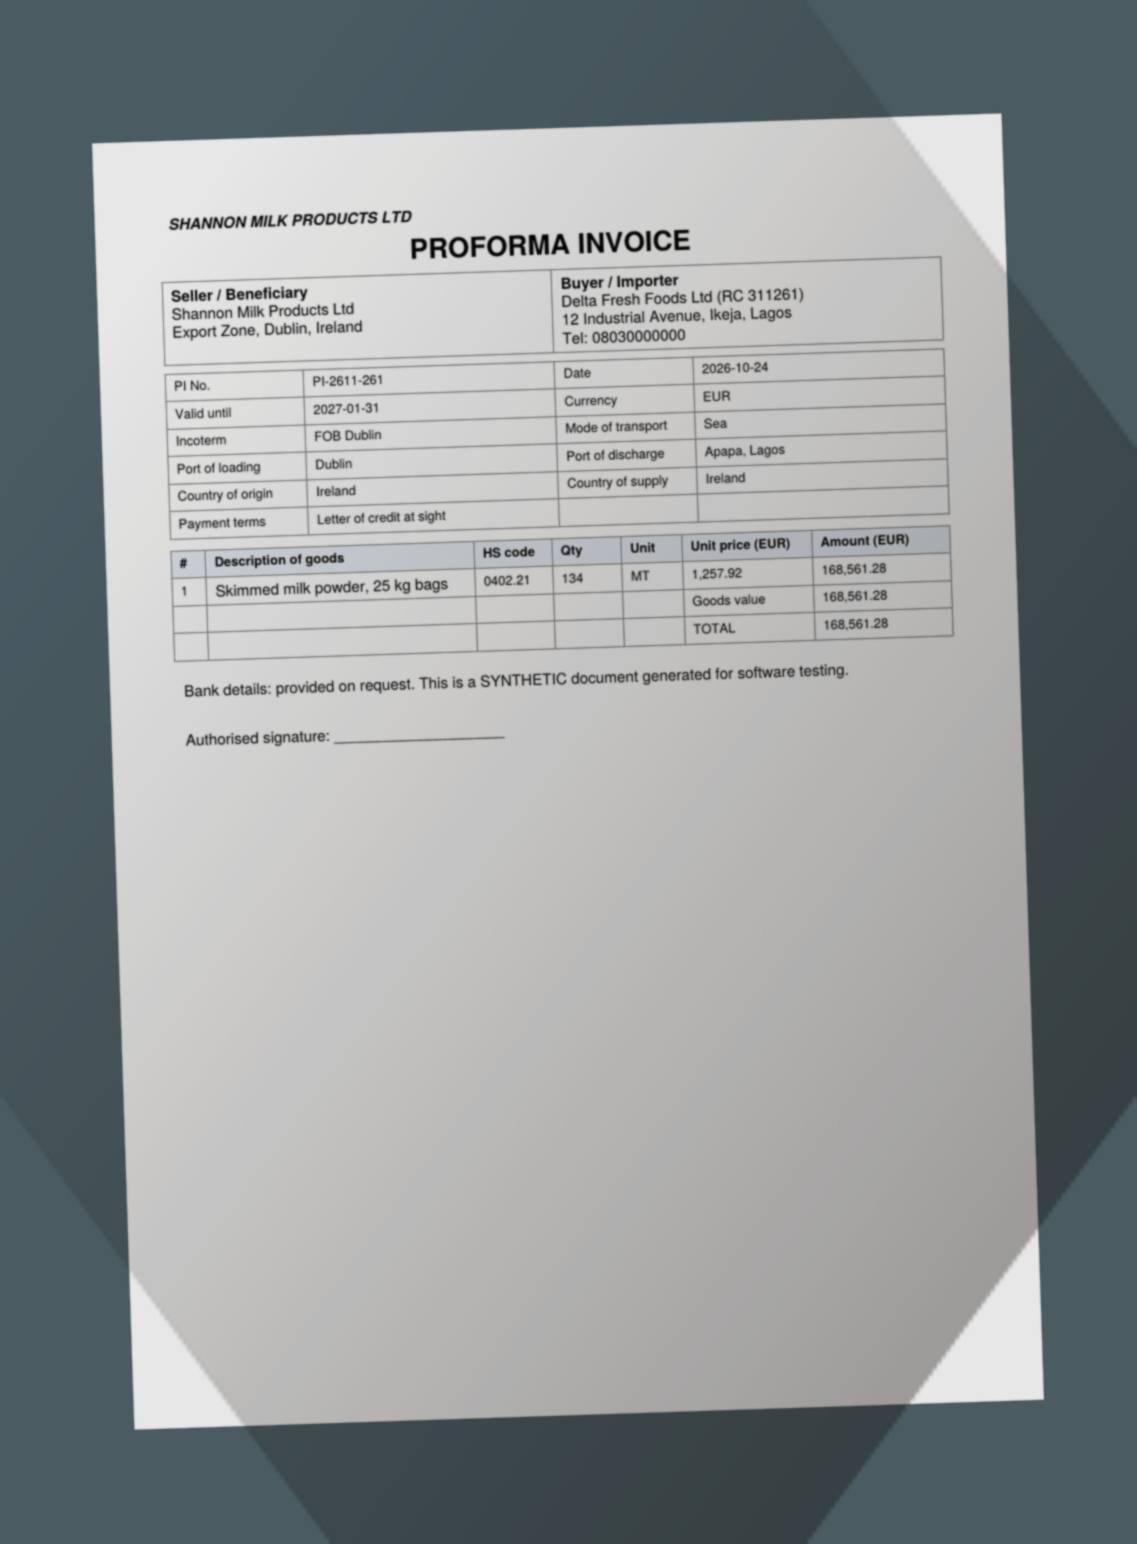 SHANNON MILK PRODUCTS LTD
PROFORMA INVOICE
Seller / Beneficiary
Shannon Milk Products Ltd
Export Zone, Dublin, Ireland
Buyer / Importer
Delta Fresh Foods Ltd (RC 311261)
12 Industrial Avenue, Ikeja, Lagos
Tel: 08030000000
PI No. PI-2611-261 Date 2026-10-24
Valid until 2027-01-31 Currency EUR
Incoterm FOB Dublin Mode of transport Sea
Port of loading Dublin Port of discharge Apapa, Lagos
Country of origin Ireland Country of supply Ireland
Payment terms Letter of credit at sight
# Description of goods HS code Qty Unit Unit price (EUR) Amount (EUR)
1 Skimmed milk powder, 25 kg bags 0402.21 134 MT 1,257.92 168,561.28
Goods value 168,561.28
TOTAL 168,561.28
Bank details: provided on request. This is a SYNTHETIC document generated for software testing.
Authorised signature: ____________________